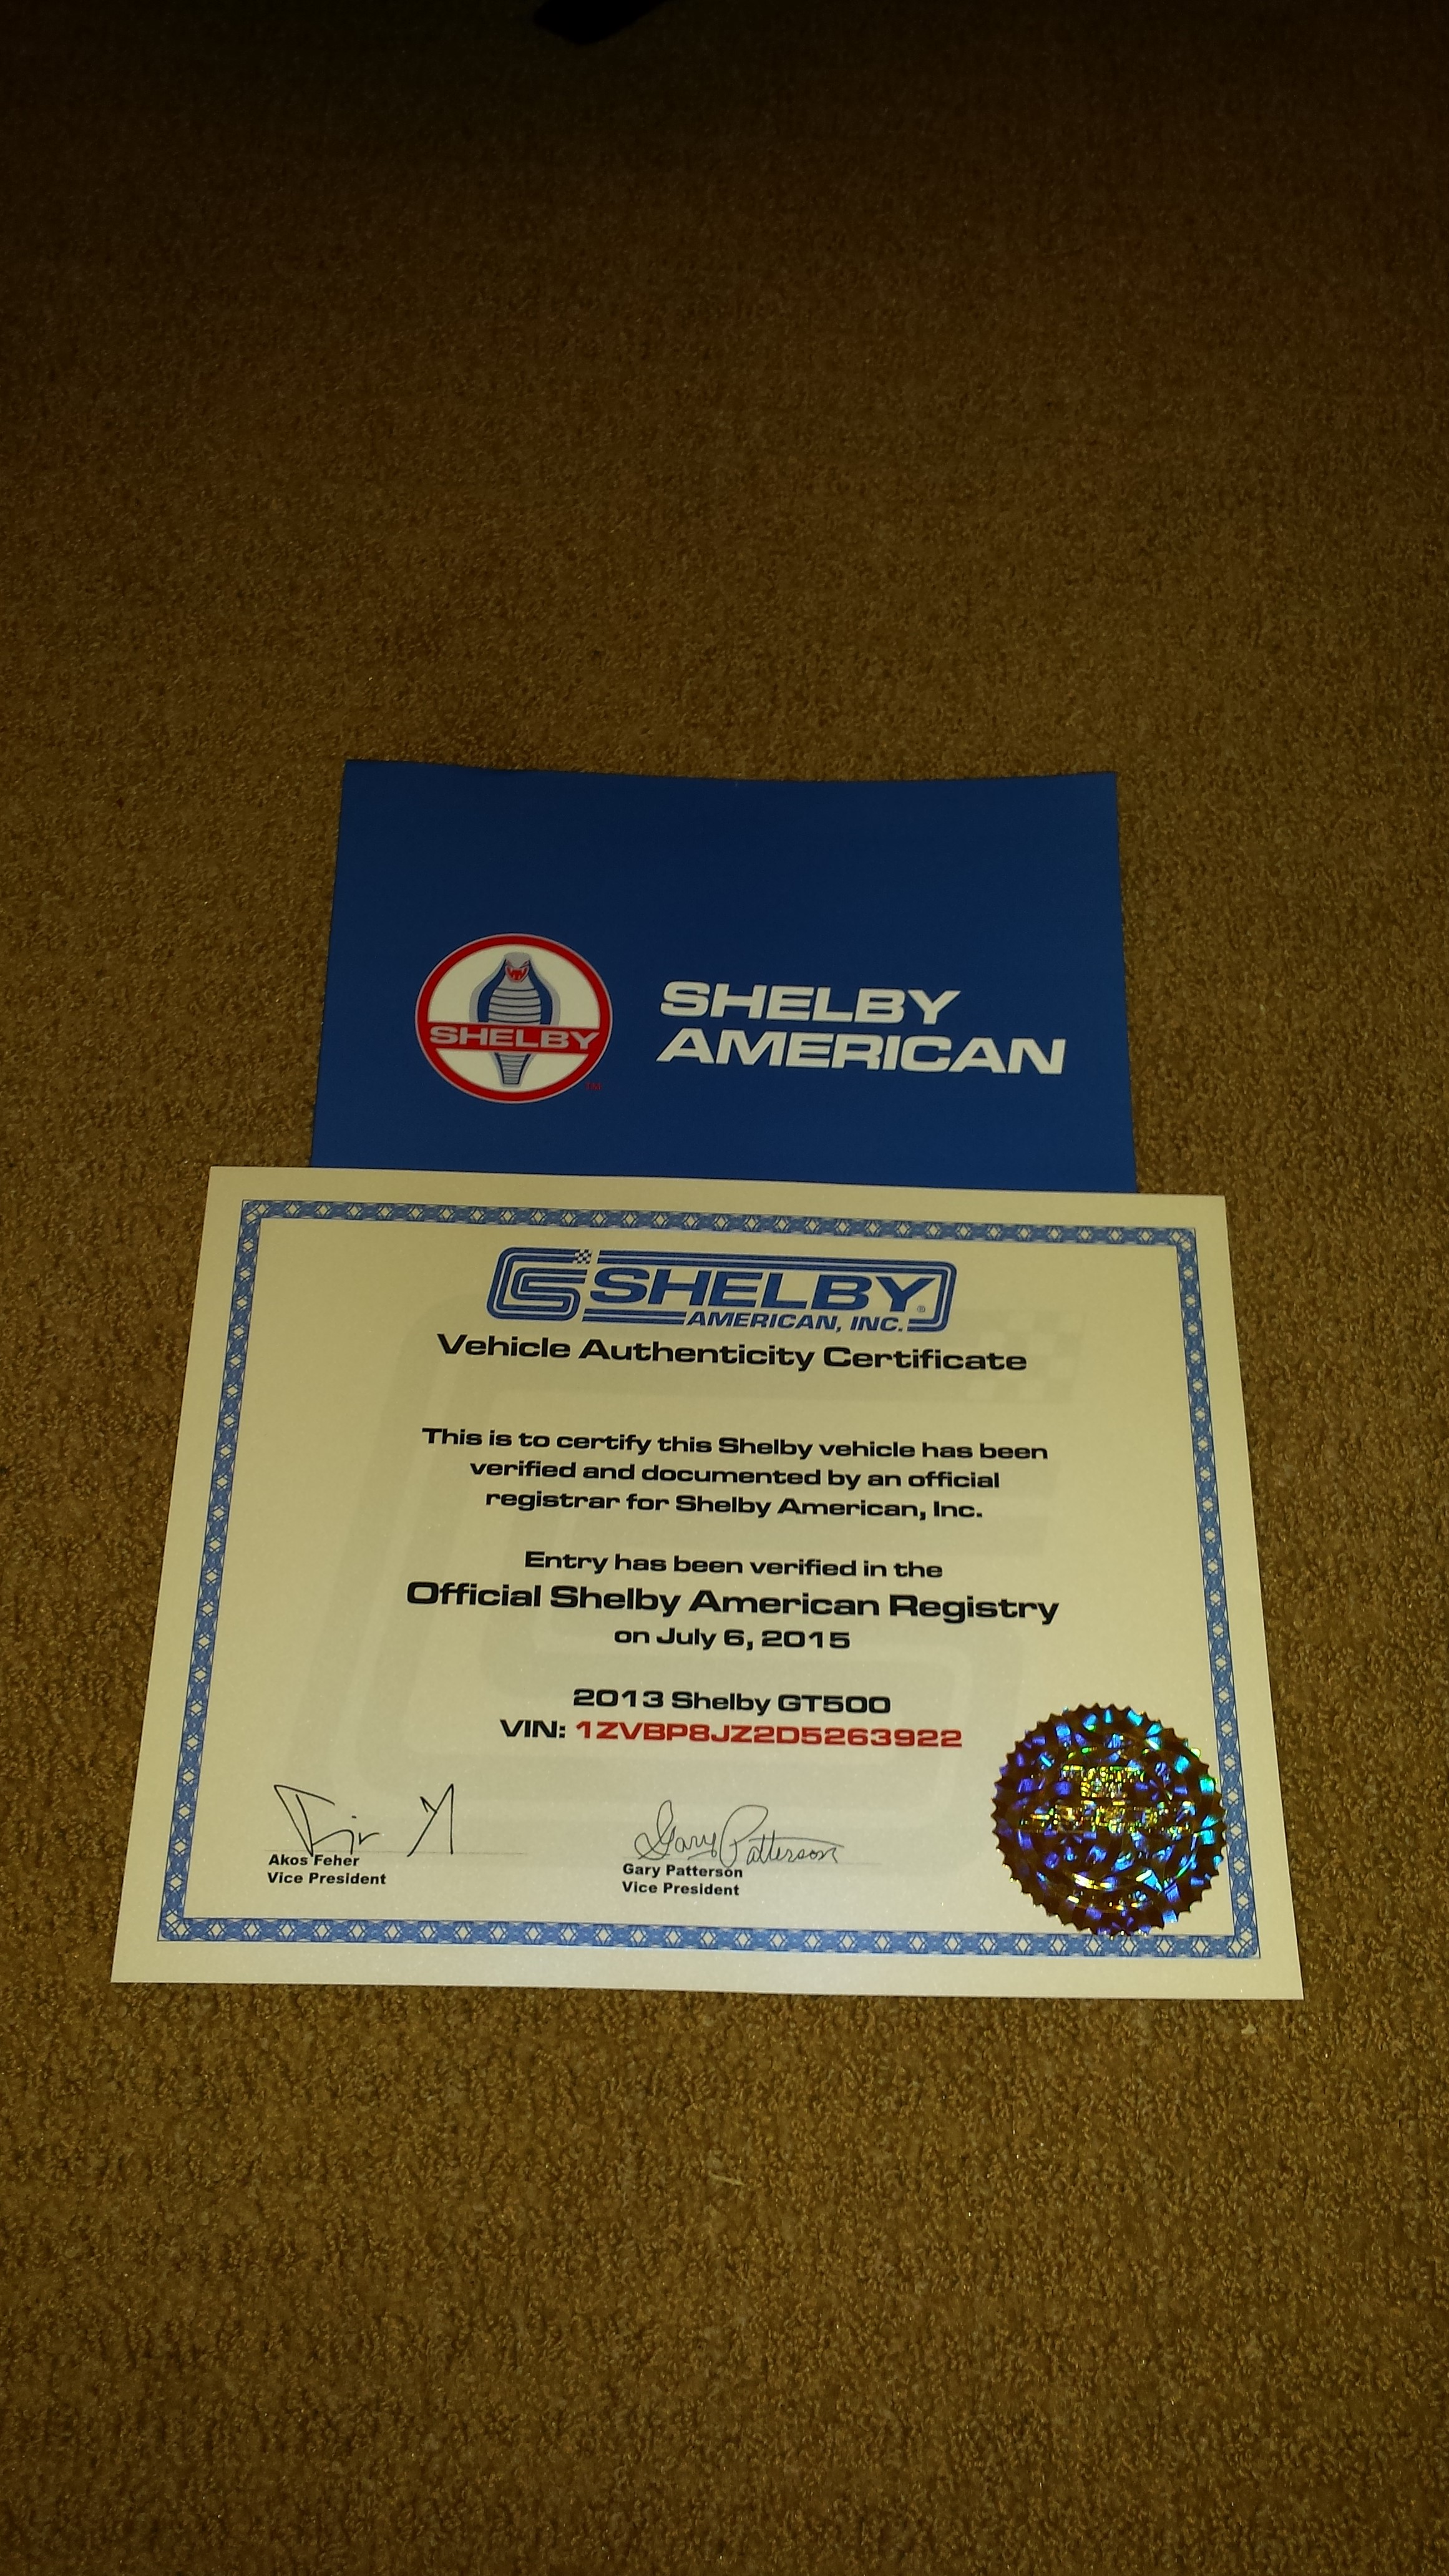 SHELBY
TM
SHELBY
AMERICAN
SHELBY®
AMERICAN, INC.
Vehicle Authenticity Certificate
This is to certify this Shelby vehicle has been
verified and documented by an official
registrar for Shelby American, Inc.
Entry has been verified in the
Official Shelby American Registry
on July 6, 2015
2013 Shelby GT500
VIN: 1ZVBP8JZ2D5263922
Gary Patterson
Akos Feher
Vice President
Gary Patterson
Vice President